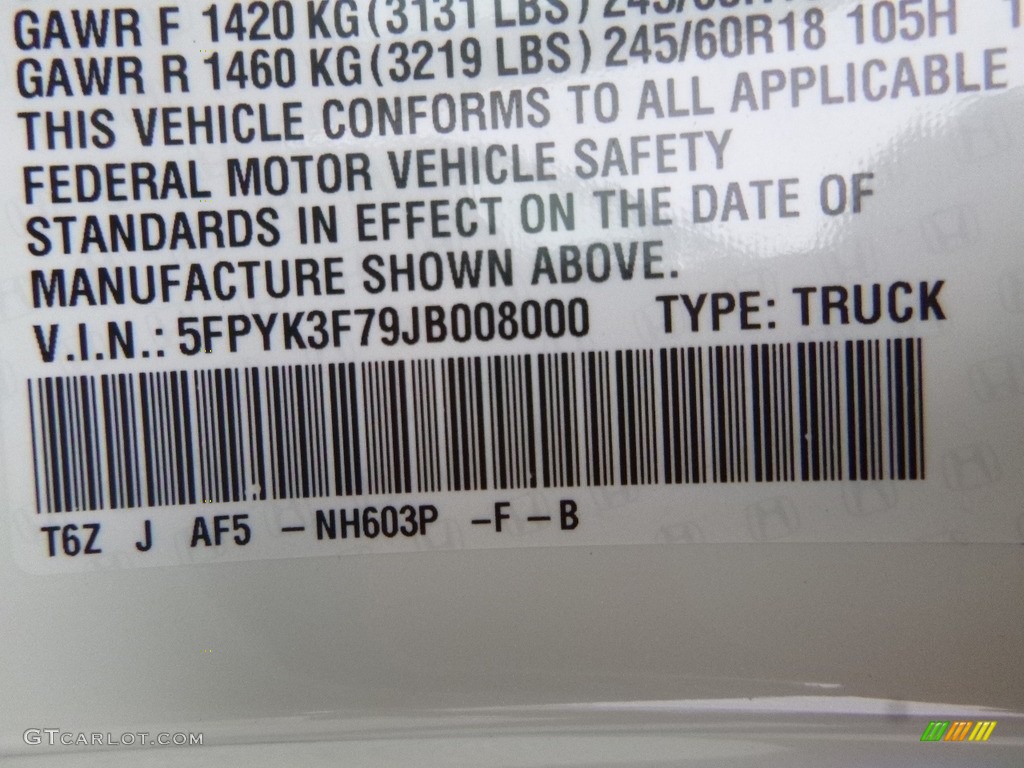 GAWR F 1420 KG (3131 LBS) 245/60R18
GAWR R 1460 KG (3219 LBS) 245/60R18 105H
THIS VEHICLE CONFORMS TO ALL APPLICABLE
FEDERAL MOTOR VEHICLE SAFETY
STANDARDS IN EFFECT ON THE DATE OF
MANUFACTURE SHOWN ABOVE.
V.I.N.: 5FPYK3F79JB008000 TYPE: TRUCK
T6Z J AF5 -NH603P -F -B
GTCARLOT.COM